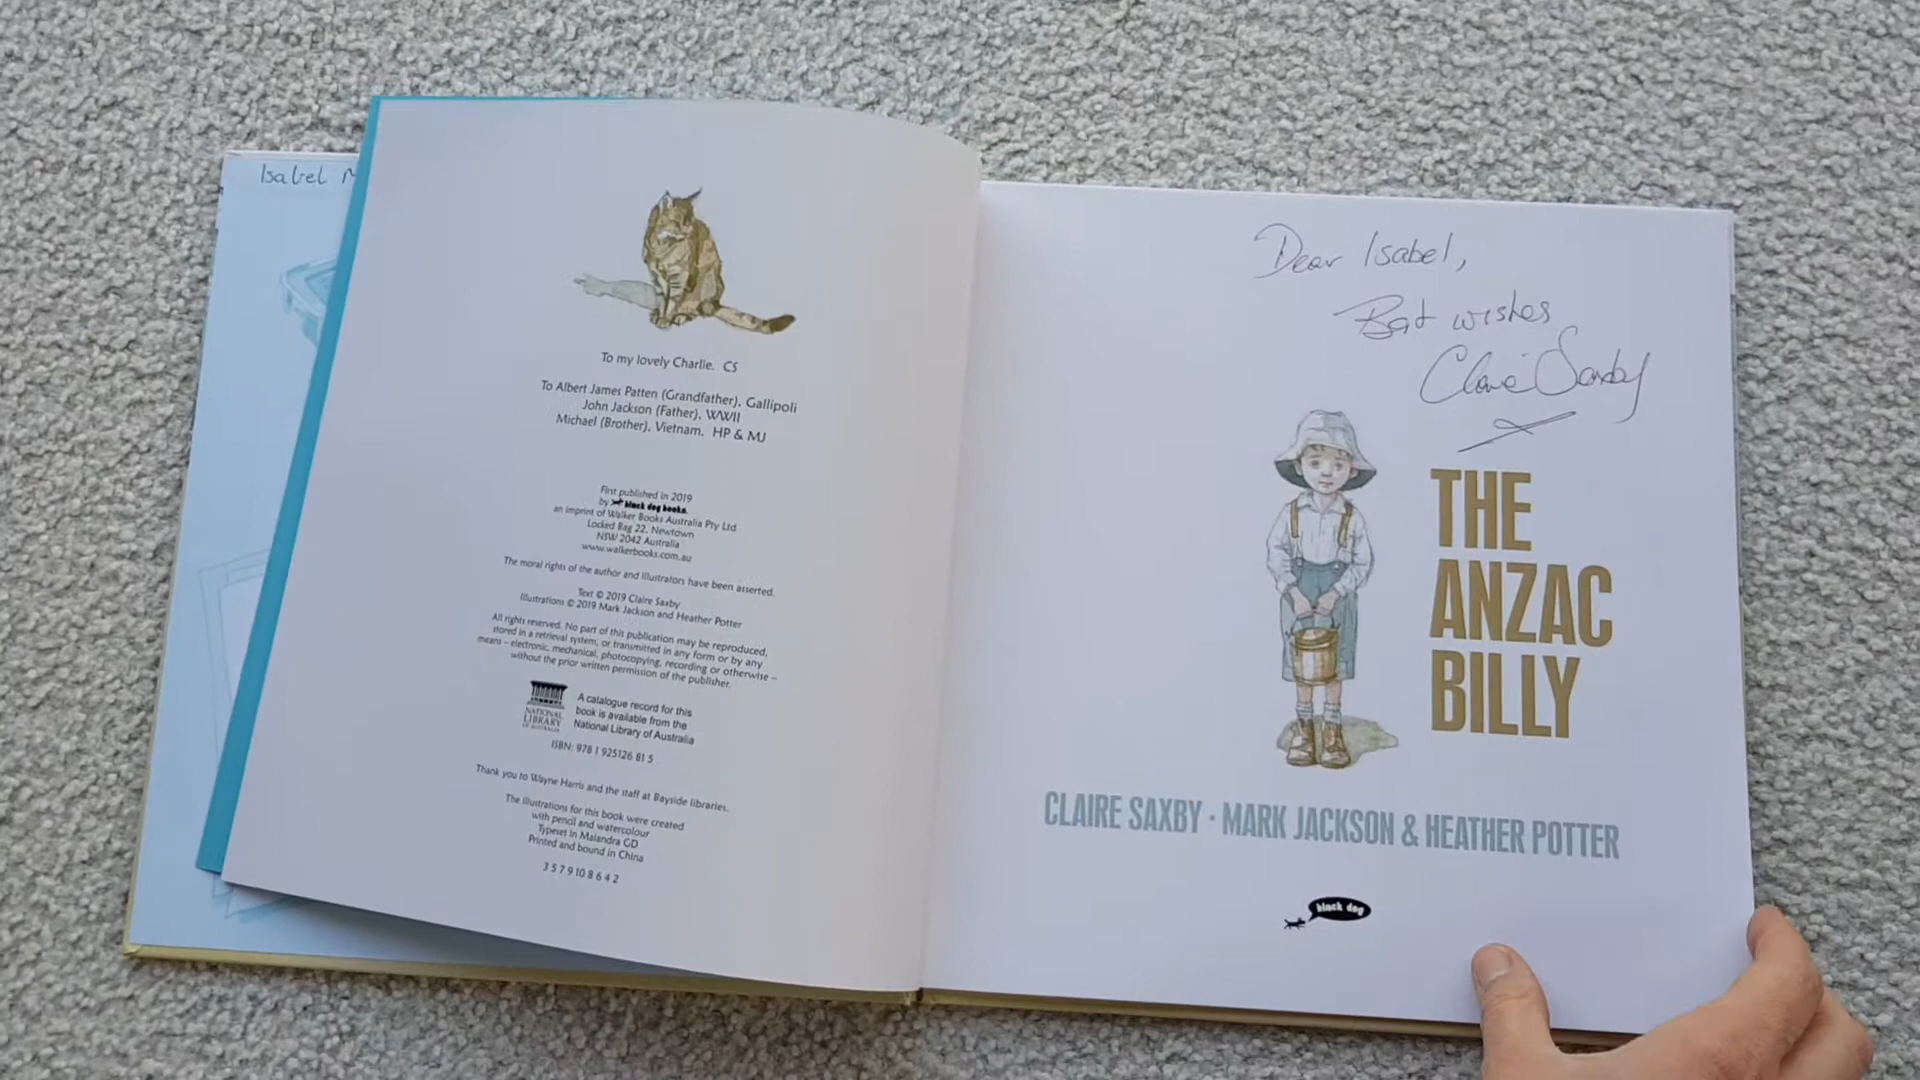 Isabel
To my lovely Charlie. CS
To Albert James Patten (Grandfather), Gallipoli
John Jackson (Father), WWII
Michael (Brother), Vietnam. HP & MJ
First published in 2019
by black dog books,
an imprint of Walker Books Australia Pty Ltd
Locked Bag 22, Newtown
NSW 2042 Australia
www.walkerbooks.com.au
The moral rights of the author and illustrators have been asserted.
Text © 2019 Claire Saxby
Illustrations © 2019 Mark Jackson and Heather Potter
All rights reserved. No part of this publication may be reproduced,
stored in a retrieval system, or transmitted in any form or by any
means – electronic, mechanical, photocopying, recording or otherwise –
without the prior written permission of the publisher.
NATIONAL
LIBRARY
OF AUSTRALIA
A catalogue record for this
book is available from the
National Library of Australia
ISBN: 978 1 925126 81 5
Thank you to Wayne Harris and the staff at Bayside libraries.
The illustrations for this book were created
with pencil and watercolour
Typeset in Maiandra GD
Printed and bound in China
3 5 7 9 10 8 6 4 2
Dear Isabel,
Best wishes
Claire Saxby
THE
ANZAC
BILLY
CLAIRE SAXBY · MARK JACKSON & HEATHER POTTER
black dog